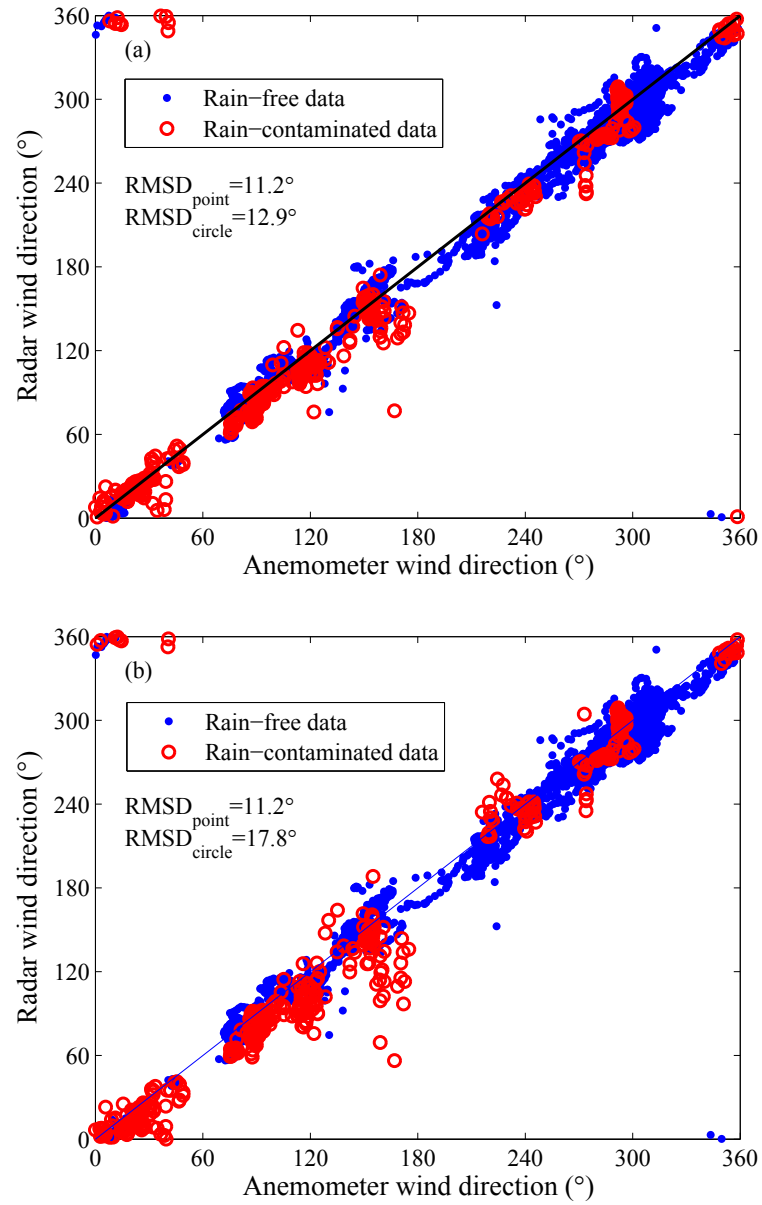 360
300
240
180
120
60
0
Radar wind direction (°)
(a)
Rain−free data
Rain−contaminated data
RMSDpoint=11.2°
RMSDcircle=12.9°
0 60 120 180 240 300 360
Anemometer wind direction (°)
360
300
240
180
120
60
0
Radar wind direction (°)
(b)
Rain−free data
Rain−contaminated data
RMSDpoint=11.2°
RMSDcircle=17.8°
0 60 120 180 240 300 360
Anemometer wind direction (°)